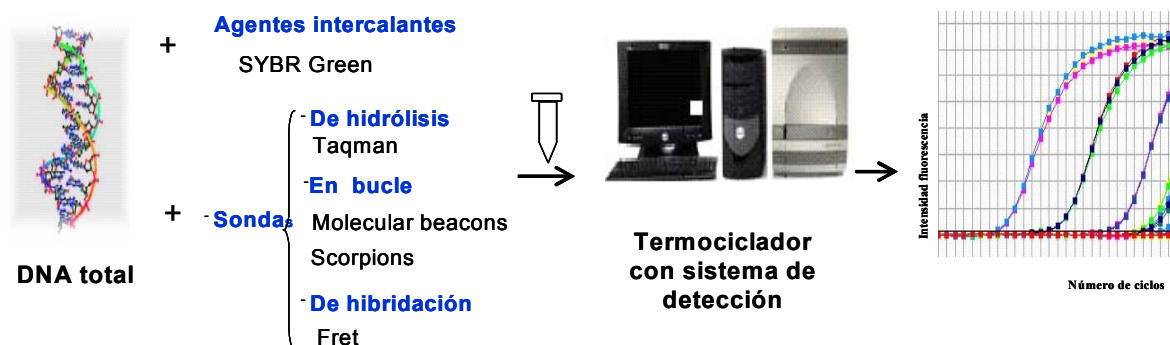 DNA total
+
Agentes intercalantes
SYBR Green
+
- Sondas
- De hidrólisis
Taqman
- En bucle
Molecular beacons
Scorpions
- De hibridación
Fret
Termociclador
con sistema de
detección
Intensidad fluorescencia
Número de ciclos